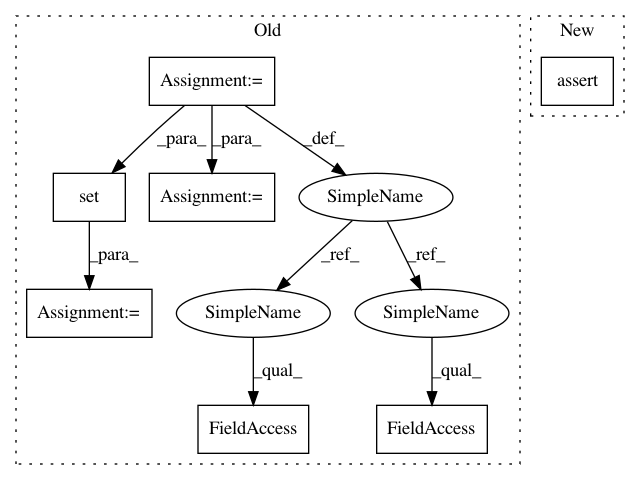 Old
New
Assignment:=
assert
_para_
_para_
_def_
set
Assignment:=
SimpleName
_para_
_ref_
_ref_
Assignment:=
SimpleName
SimpleName
_qual_
_qual_
FieldAccess
FieldAccess